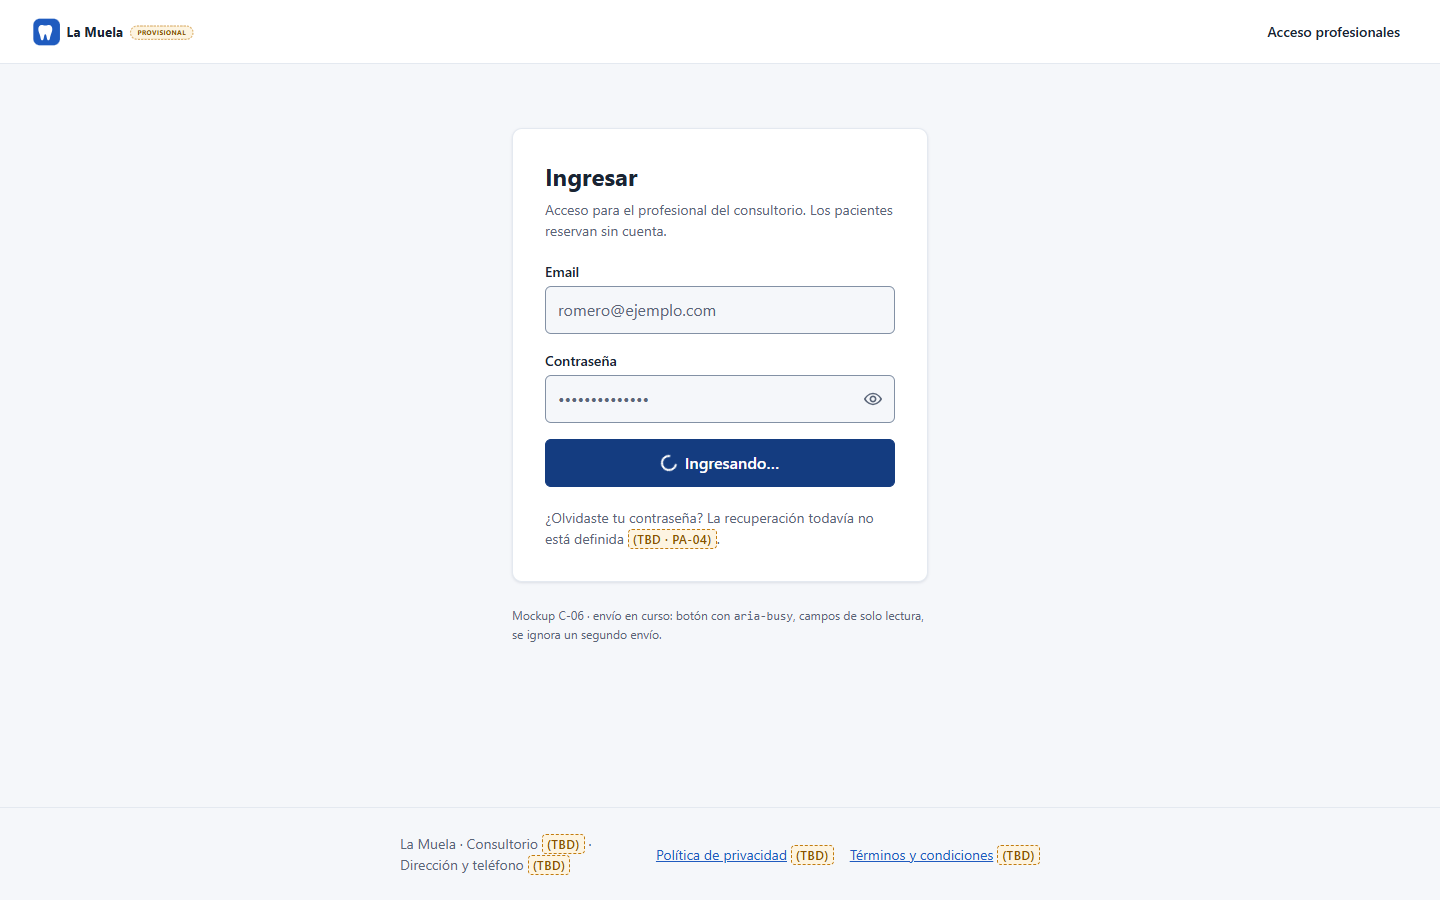 La Muela PROVISIONAL
Acceso profesionales
Ingresar
Acceso para el profesional del consultorio. Los pacientes
reservan sin cuenta.
Email
romero@ejemplo.com
Contraseña
••••••••••••••
Ingresando…
¿Olvidaste tu contraseña? La recuperación todavía no
está definida (TBD · PA-04).
Mockup C-06 · envío en curso: botón con aria-busy, campos de solo lectura,
se ignora un segundo envío.
La Muela · Consultorio (TBD) ·
Dirección y teléfono (TBD)
Política de privacidad (TBD) Términos y condiciones (TBD)